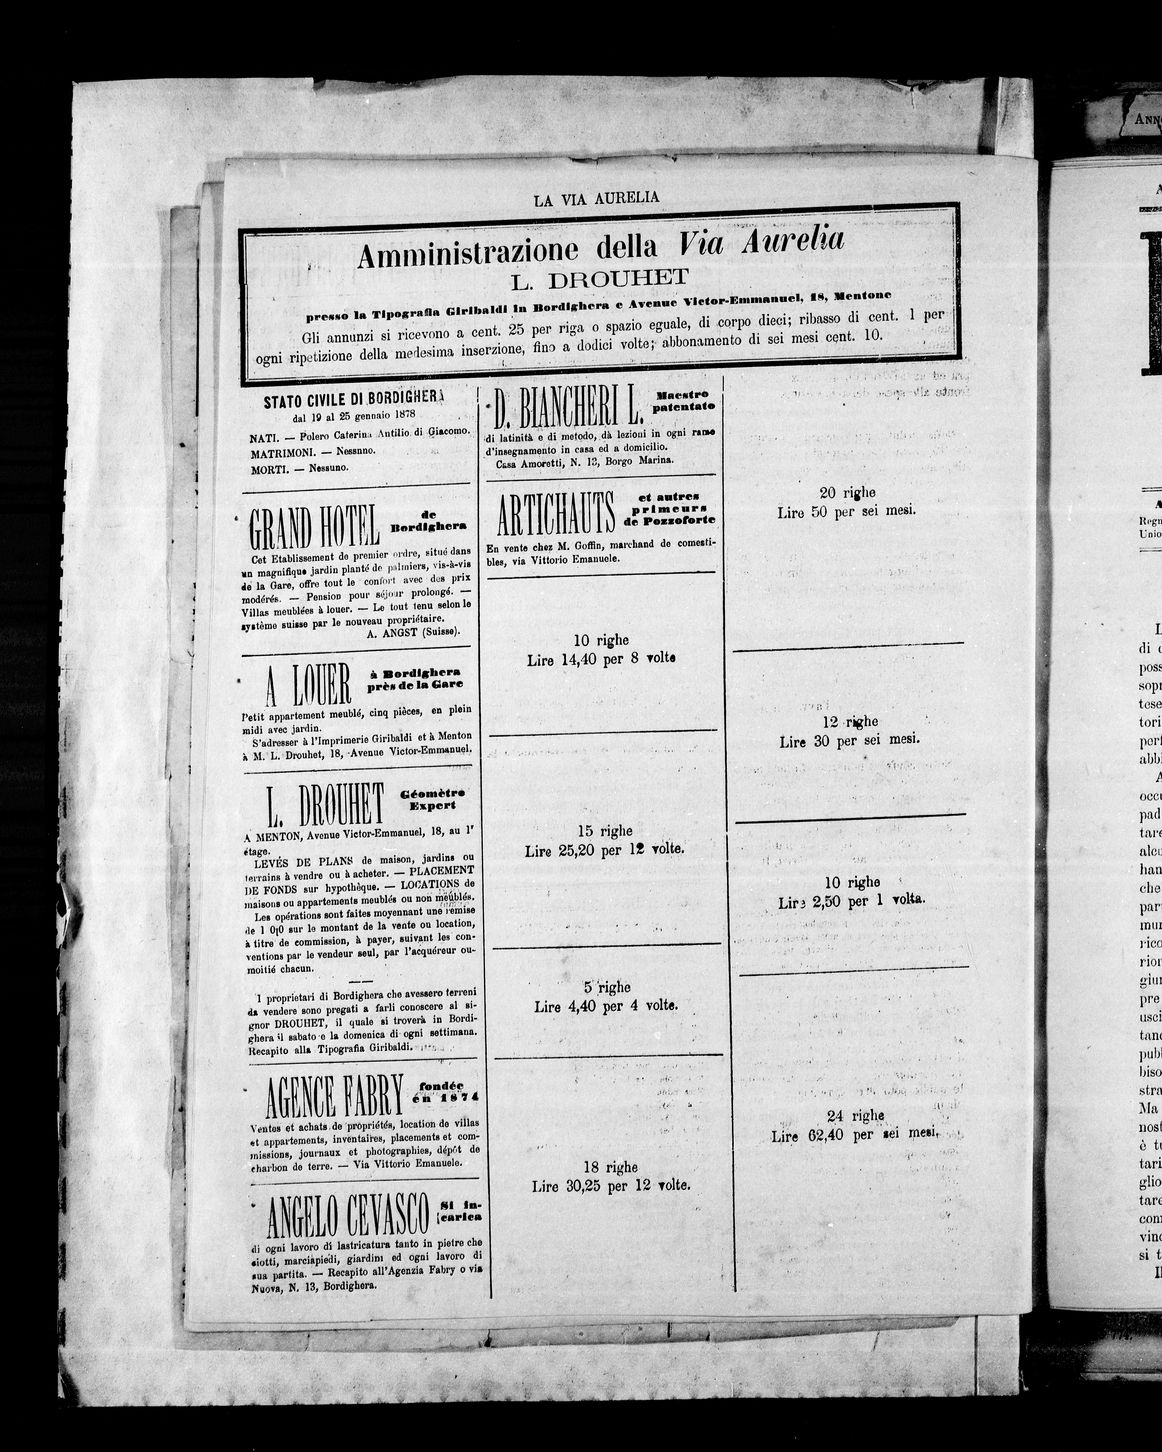 LA VIA AURELIA
Amministrazione della Via Aurelia
L. DROUHET
presso la Tipografia Giribaldi in Bordighera e Avenue Victor-Emmanuel, 18, Mentone
Gli annunzi si ricevono a cent. 25 per riga o spazio eguale, di corpo dieci; ribasso di cent. 1 per
ogni ripetizione della medesima inserzione, fino a dodici volte; abbonamento di sei mesi cent. 10.
STATO CIVILE DI BORDIGHERA
dal 19 al 25 gennaio 1878
NATI. — Polero Caterina Antilio di Giacomo.
MATRIMONI. — Nessnno.
MORTI. — Nessuno.
GRAND HOTEL de
Bordighera
Cet Etablissement de premier ordre, situé dans
un magnifique jardin planté de palmiers, vis-à-vis
de la Gare, offre tout le confort avec des prix
modérés. — Pension pour séjour prolongé. —
Villas meublées à louer. — Le tout tenu selon le
système suisse par le nouveau propriétaire.
A. ANGST (Suisse).
A LOUER à Bordighera
près de la Gare
Petit appartement meublé, cinq pièces, en plein
midi avec jardin.
S'adresser à l'Imprimerie Giribaldi et à Menton
à M. L. Drouhet, 18, Avenue Victor-Emmanuel.
L. DROUHET Géomètre
Expert
A MENTON, Avenue Victor-Emmanuel, 18, au 1r
étage.
LEVÉS DE PLANS de maison, jardins ou
terrains à vendre ou à acheter. — PLACEMENT
DE FONDS sur hypothèque. — LOCATIONS de
maisons ou appartements meublés ou non meublés.
Les opérations sont faites moyennant une remise
de 1 0[0 sur le montant de la vente ou location,
à titre de commission, à payer, suivant les con-
ventions par le vendeur seul, par l'acquéreur ou
moitié chacun.
I proprietari di Bordighera che avessero terreni
da vendere sono pregati a farli conoscere al si-
gnor DROUHET, il quale si troverà in Bordi-
ghera il sabato e la domenica di ogni settimana.
Recapito alla Tipografia Giribaldi.
AGENCE FABRY fondée
en 1874
Ventes et achats de propriétés, location de villas
et appartements, inventaires, placements et com-
missions, journaux et photographies, dépôt de
charbon de terre. — Via Vittorio Emanuele.
ANGELO CEVASCO Si in-
carica
di ogni lavoro di lastricatura tanto in pietre che
ciotti, marciapiedi, giardini ed ogni lavoro di
sua partita. — Recapito all'Agenzia Fabry o via
Nuova, N. 13, Bordighera.
D. BIANCHERI L. Maestro
patentato
di latinità e di metodo, dà lezioni in ogni ramo
d'insegnamento in casa ed a domicilio.
Casa Amoretti, N. 13, Borgo Marina.
ARTICHAUTS et autres
primeurs
de Pozzoforte
En vente chez M. Goffin, marchand de comesti-
bles, via Vittorio Emanuele.
10 righe
Lire 14,40 per 8 volte
15 righe
Lire 25,20 per 12 volte.
5 righe
Lire 4,40 per 4 volte.
18 righe
Lire 30,25 per 12 volte.
20 righe
Lire 50 per sei mesi.
12 righe
Lire 30 per sei mesi.
10 righe
Lire 2,50 per 1 volta.
24 righe
Lire 62,40 per sei mesi.